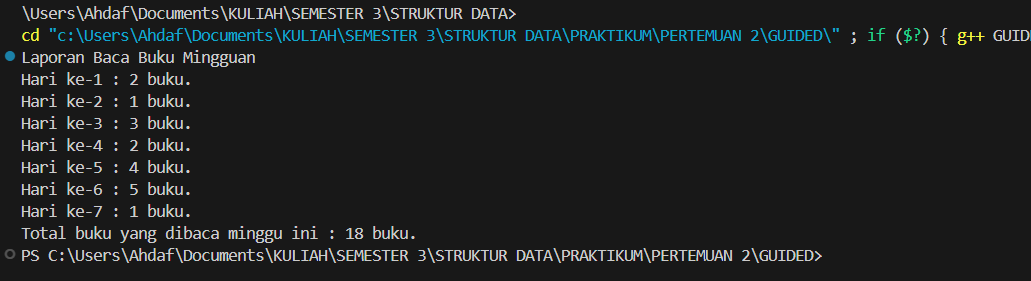 \Users\Ahdaf\Documents\KULIAH\SEMESTER 3\STRUKTUR DATA>
cd "c:\Users\Ahdaf\Documents\KULIAH\SEMESTER 3\STRUKTUR DATA\PRAKTIKUM\PERTEMUAN 2\GUIDED\" ; if ($?) { g++ GUIDE
Laporan Baca Buku Mingguan
Hari ke-1 : 2 buku.
Hari ke-2 : 1 buku.
Hari ke-3 : 3 buku.
Hari ke-4 : 2 buku.
Hari ke-5 : 4 buku.
Hari ke-6 : 5 buku.
Hari ke-7 : 1 buku.
Total buku yang dibaca minggu ini : 18 buku.
PS C:\Users\Ahdaf\Documents\KULIAH\SEMESTER 3\STRUKTUR DATA\PRAKTIKUM\PERTEMUAN 2\GUIDED>